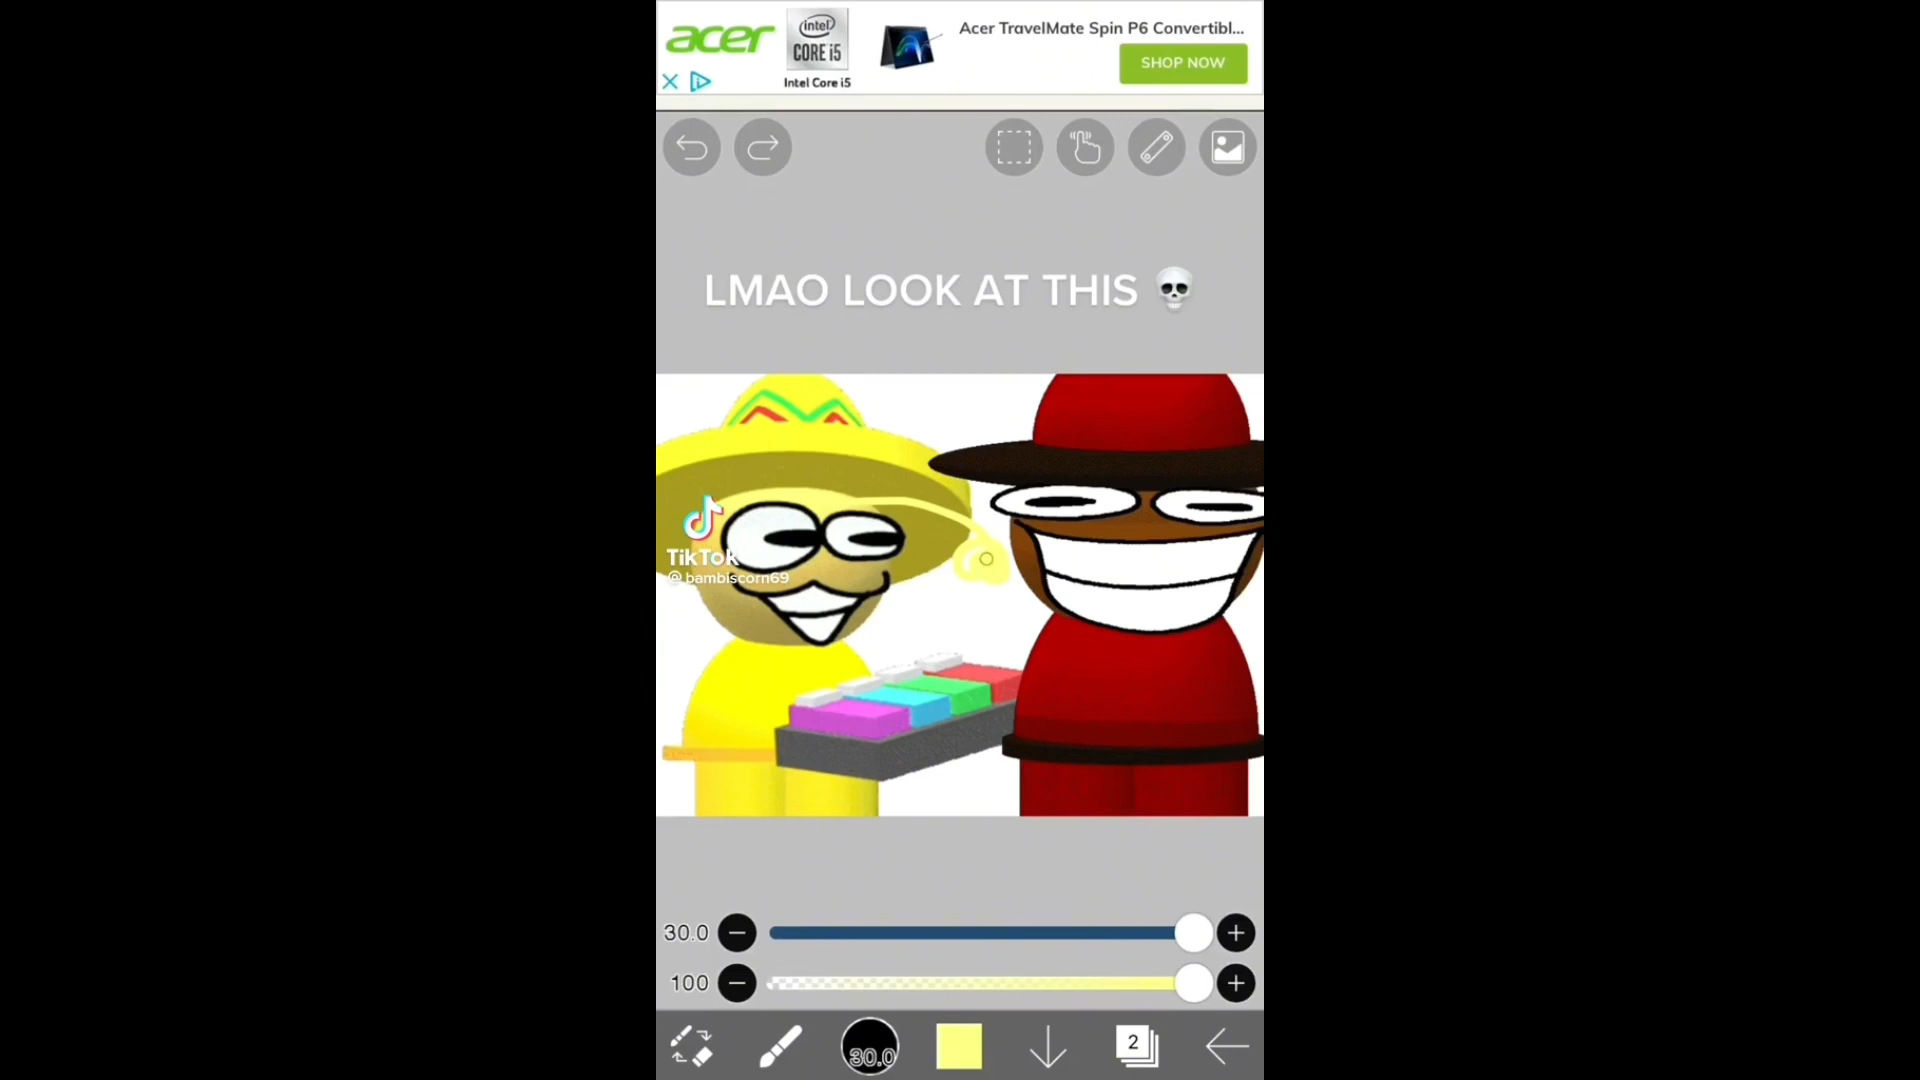 acer
intel
CORE i5
Intel Core i5
Acer TravelMate Spin P6 Convertibl...
SHOP NOW
LMAO LOOK AT THIS 💀
TikTok
@bambiscorn69
30.0
100
30.0
2